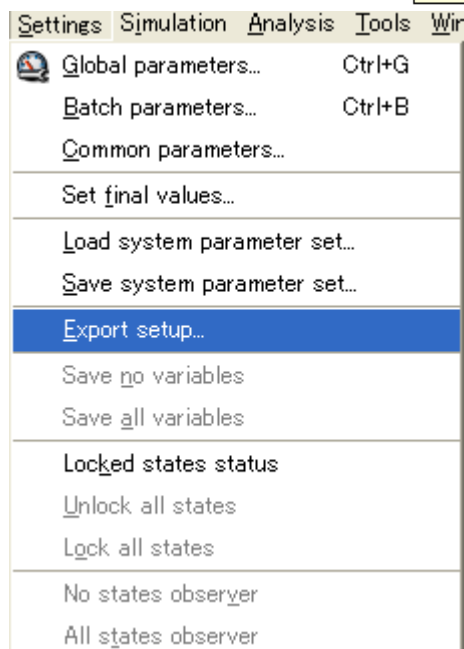 Settings Simulation Analysis Tools
Global parameters... Ctrl+G
Batch parameters... Ctrl+B
Common parameters...
Set final values...
Load system parameter set...
Save system parameter set...
Export setup...
Save no variables
Save all variables
Locked states status
Unlock all states
Lock all states
No states observer
All states observer